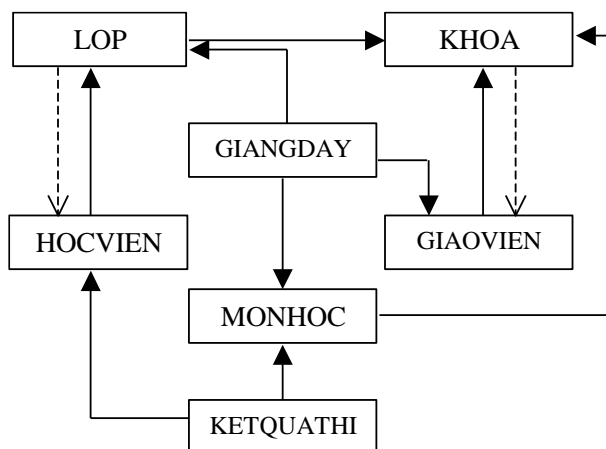 LOP
KHOA
GIANGDAY
HOCVIEN
GIAOVIEN
MONHOC
KETQUATHI